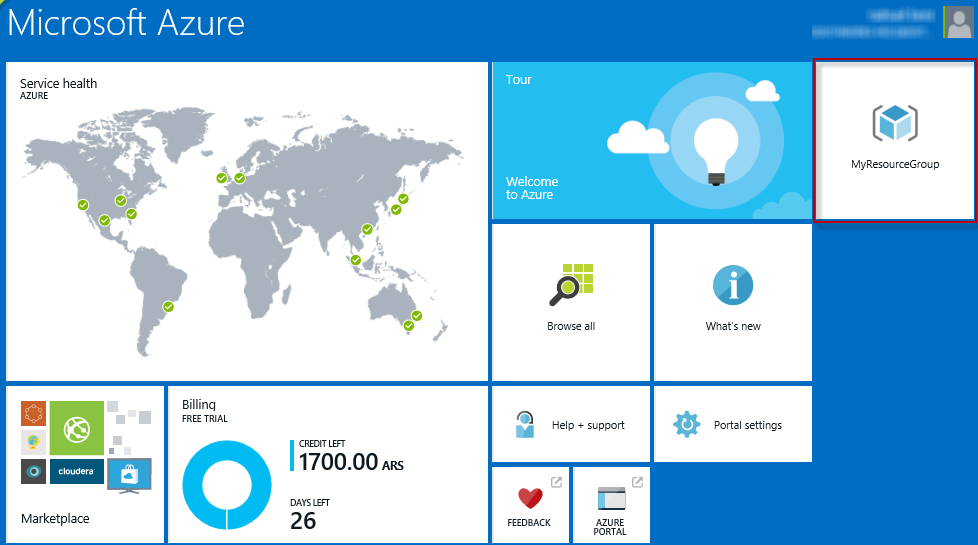 Microsoft Azure
Service health
AZURE
Tour
Welcome
to Azure
MyResourceGroup
Browse all
What's new
Marketplace
cloudera
Billing
FREE TRIAL
CREDIT LEFT
1700.00 ARS
DAYS LEFT
26
Help + support
Portal settings
FEEDBACK
AZURE
PORTAL